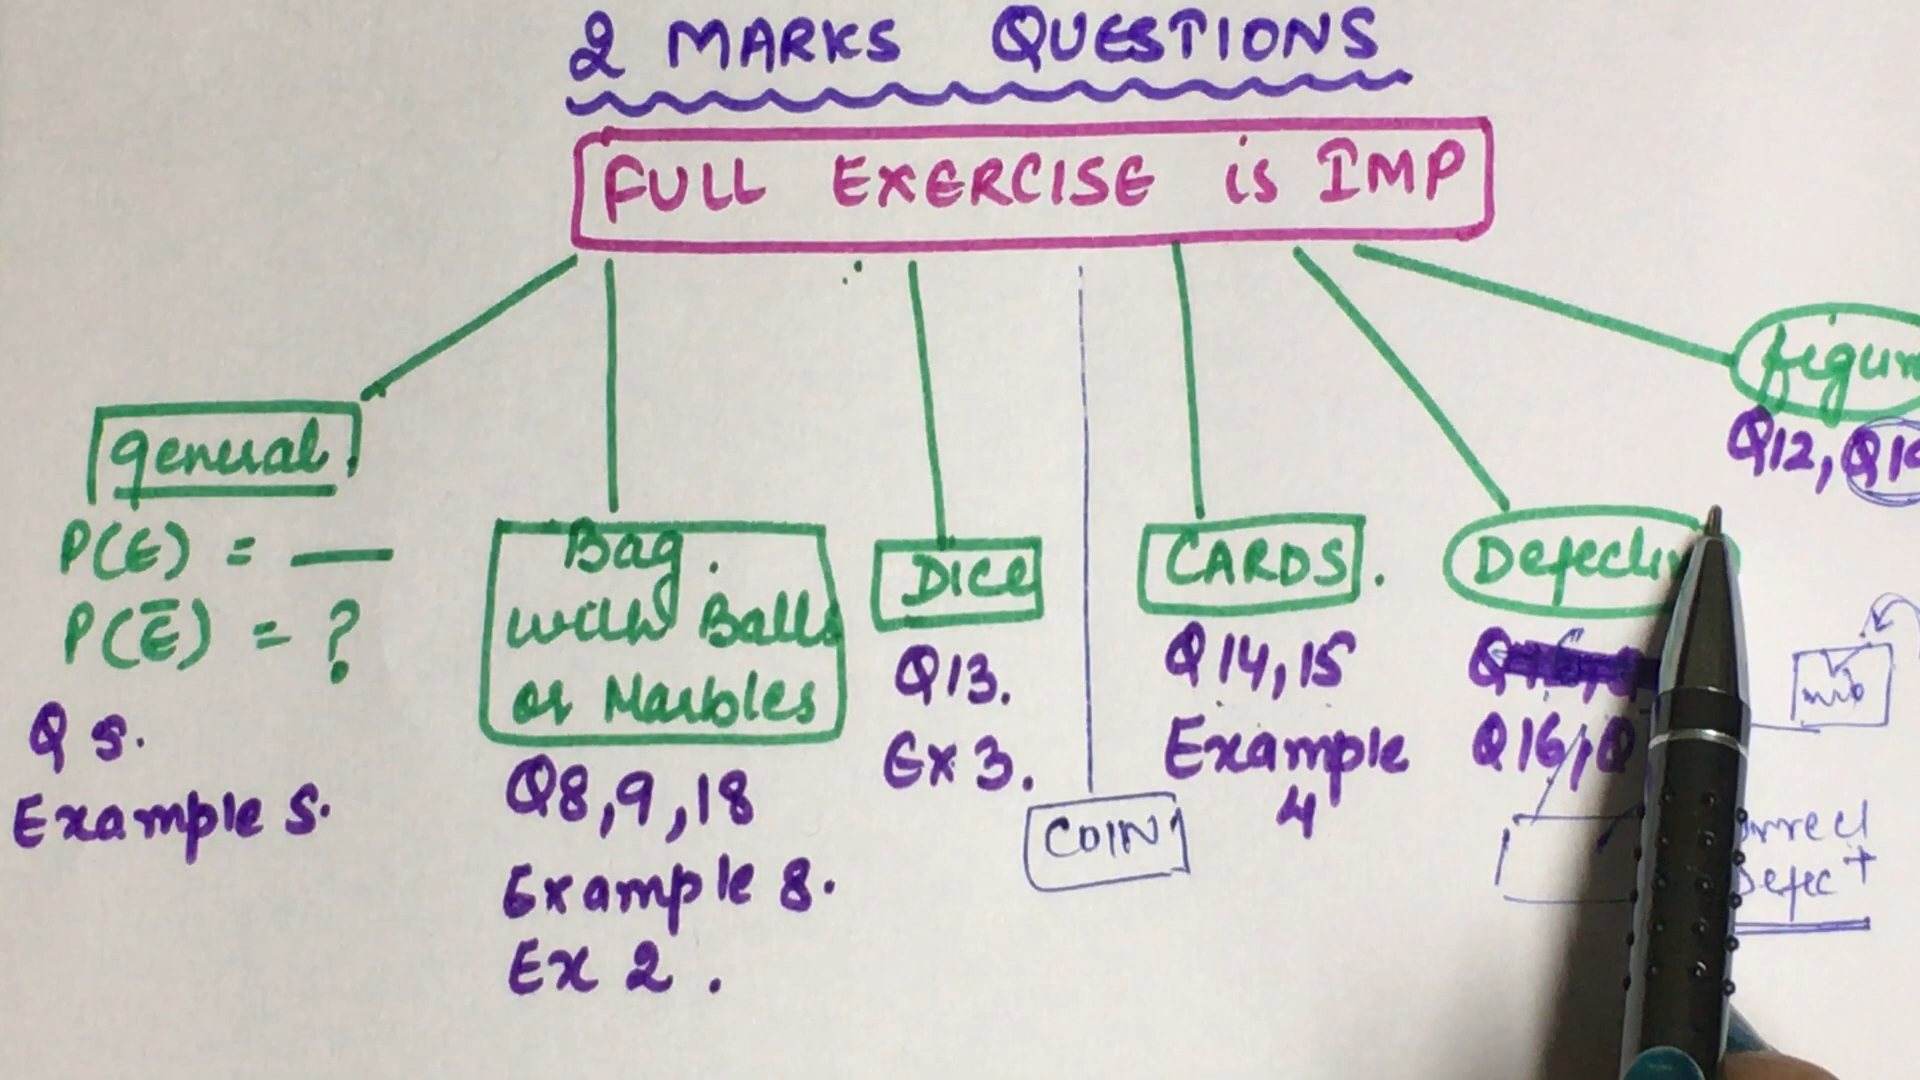 2 MARKS QUESTIONS
FULL EXERCISE is IMP
general.
P(E) = —
P(Ē) = ?
Q 5.
Example 5.
Bag.
with Balls
or Marbles
Q8, 9, 18
Example 8.
Ex 2.
DICE
Q13.
Ex 3.
COIN
CARDS.
Q 14, 15
Example
4
Q16, Q
Q12,